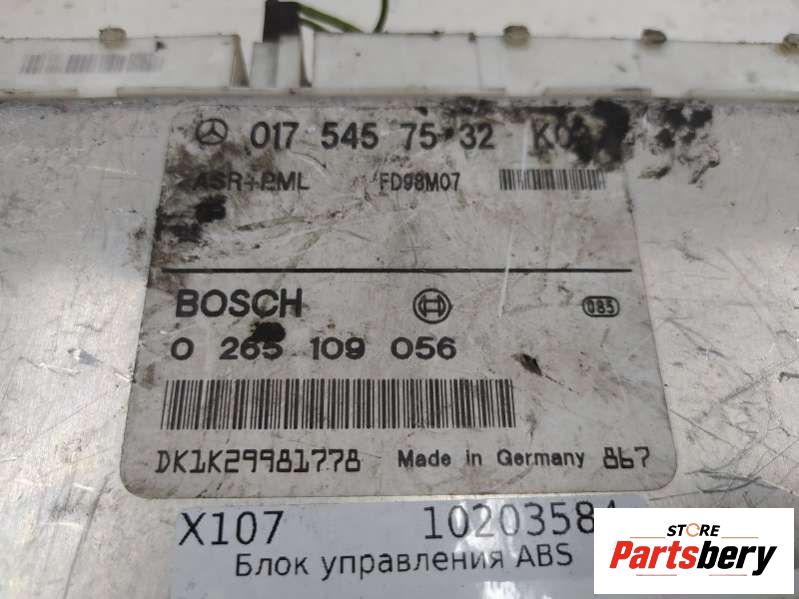 017 545 75 32
ASR+PML FD98M07
BOSCH 085
0 265 109 056
DK1K29981778 Made in Germany 867
X107 1020358
Блок управления ABS
STORE
Partsbery